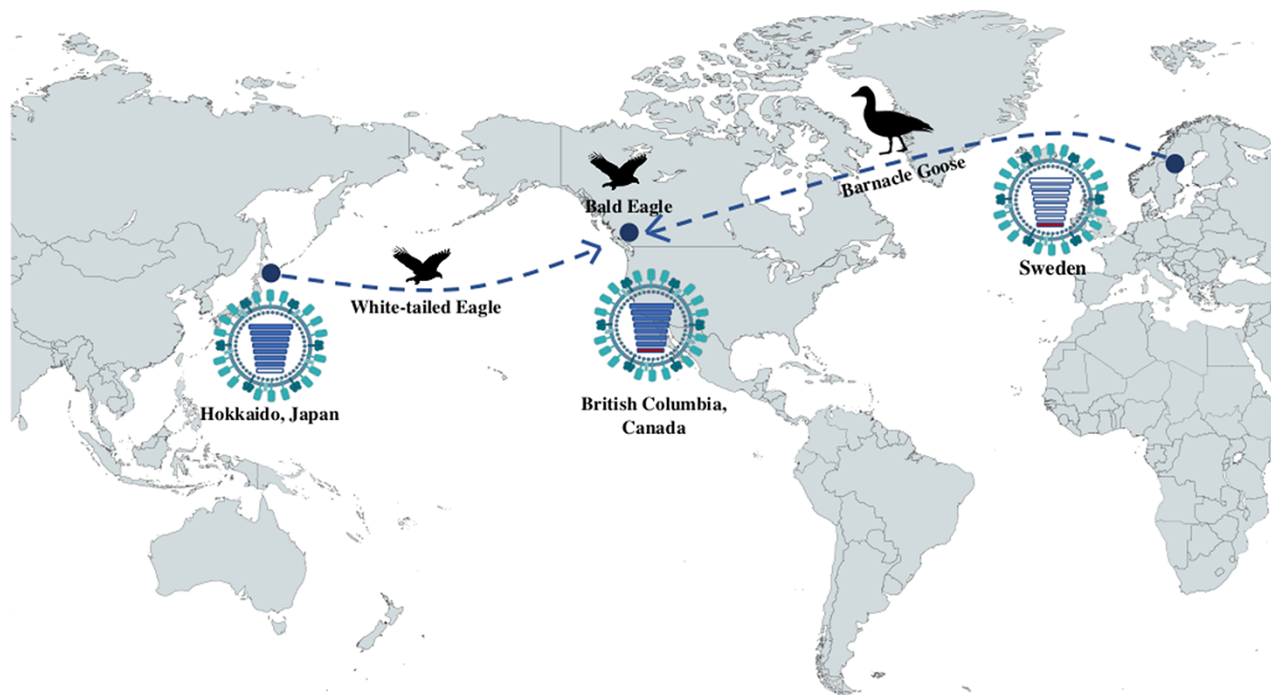 Bald Eagle
Barnacle Goose
White-tailed Eagle
Sweden
Hokkaido, Japan
British Columbia,
Canada